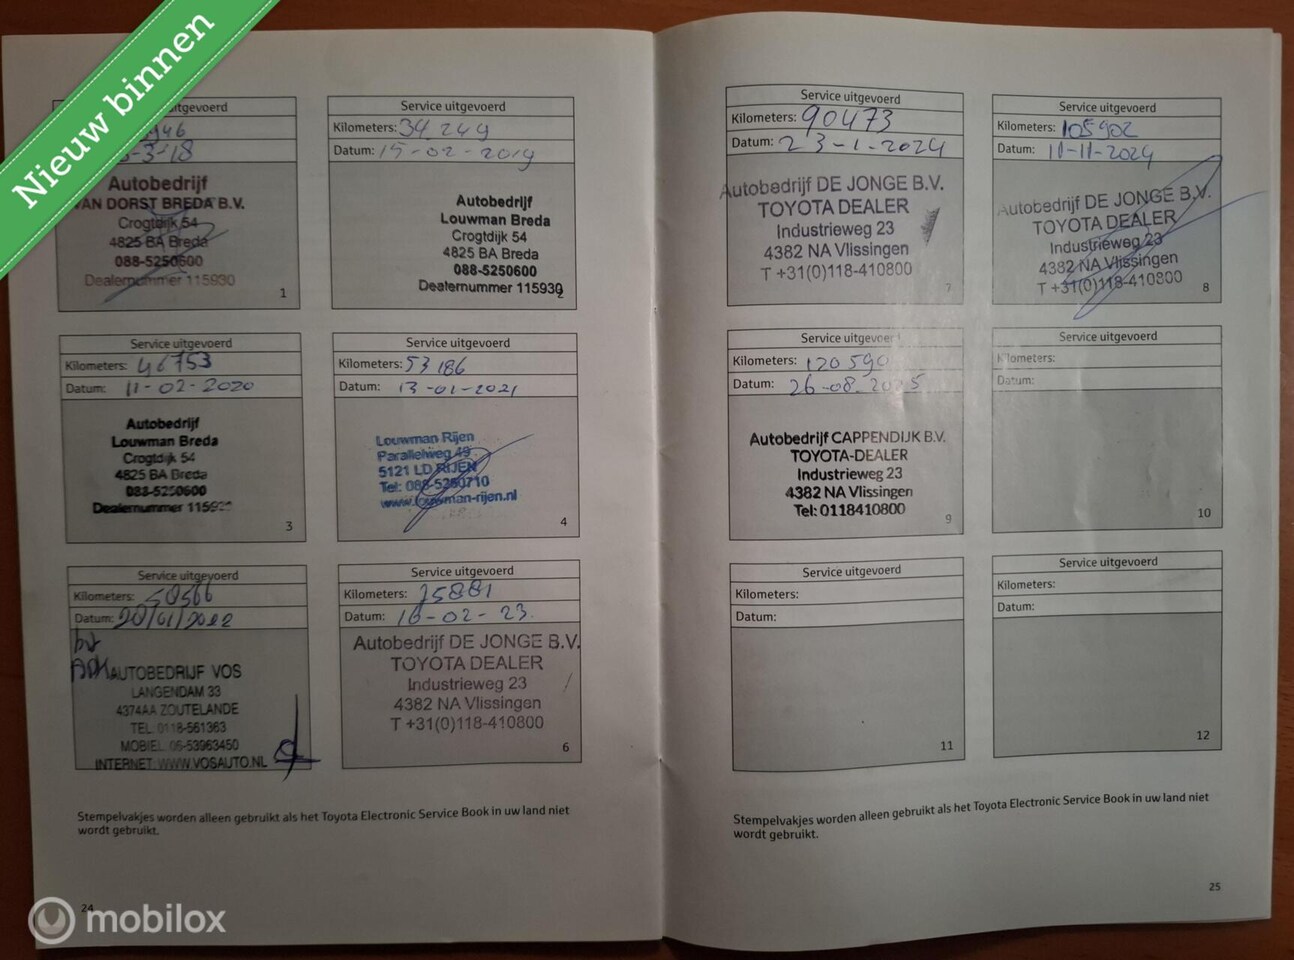 Nieuw binnen
uitgevoerd
Autobedrijf
VAN DORST BREDA B.V.
Crogtdijk 54
4825 BA Breda
088-5250600
Dealernummer 115930
1
Service uitgevoerd
Kilometers: 34 249
Datum: 15-02-2019
Autobedrijf
Louwman Breda
Crogtdijk 54
4825 BA Breda
088-5250600
Dealernummer 115930
2
Service uitgevoerd
Kilometers: 46753
Datum: 11-02-2020
Autobedrijf
Louwman Breda
Crogtdijk 54
4825 BA Breda
088-5250600
Dealernummer
3
Service uitgevoerd
Kilometers: 53 186
Datum: 13-01-2021
Louwman Rijen
Parallelweg 49
5121 LD RIJEN
Tel: 088-5250710
www.louwman-rijen.nl
4
Service uitgevoerd
Kilometers:
Datum: 20/01/2022
AUTOBEDRIJF VOS
LANGENDAM 33
4374AA ZOUTELANDE
TEL: 0118-561363
MOBIEL. 06-53963450
INTERNET: WWW.VOSAUTO.NL
Service uitgevoerd
Kilometers: 75881
Datum: 16-02-23
Autobedrijf DE JONGE B.V.
TOYOTA DEALER
Industrieweg 23
4382 NA Vlissingen
T +31(0)118-410800
6
Stempelvakjes worden alleen gebruikt als het Toyota Electronic Service Book in uw land niet
wordt gebruikt.
24
Service uitgevoerd
Kilometers: 90473
Datum: 23-1-2024
Autobedrijf DE JONGE B.V.
TOYOTA DEALER
Industrieweg 23
4382 NA Vlissingen
T +31(0)118-410800
7
Service uitgevoerd
Kilometers: 105902
Datum: 11-11-2024
Autobedrijf DE JONGE B.V.
TOYOTA DEALER
Industrieweg 23
4382 NA Vlissingen
T +31(0)118-410800
8
Service uitgevoerd
Kilometers: 120590
Datum: 26-08-2025
Autobedrijf CAPPENDIJK B.V.
TOYOTA-DEALER
Industrieweg 23
4382 NA Vlissingen
Tel: 0118410800
9
Service uitgevoerd
Kilometers:
Datum:
10
Service uitgevoerd
Kilometers:
Datum:
11
Service uitgevoerd
Kilometers:
Datum:
12
Stempelvakjes worden alleen gebruikt als het Toyota Electronic Service Book in uw land niet
wordt gebruikt.
25
mobilox